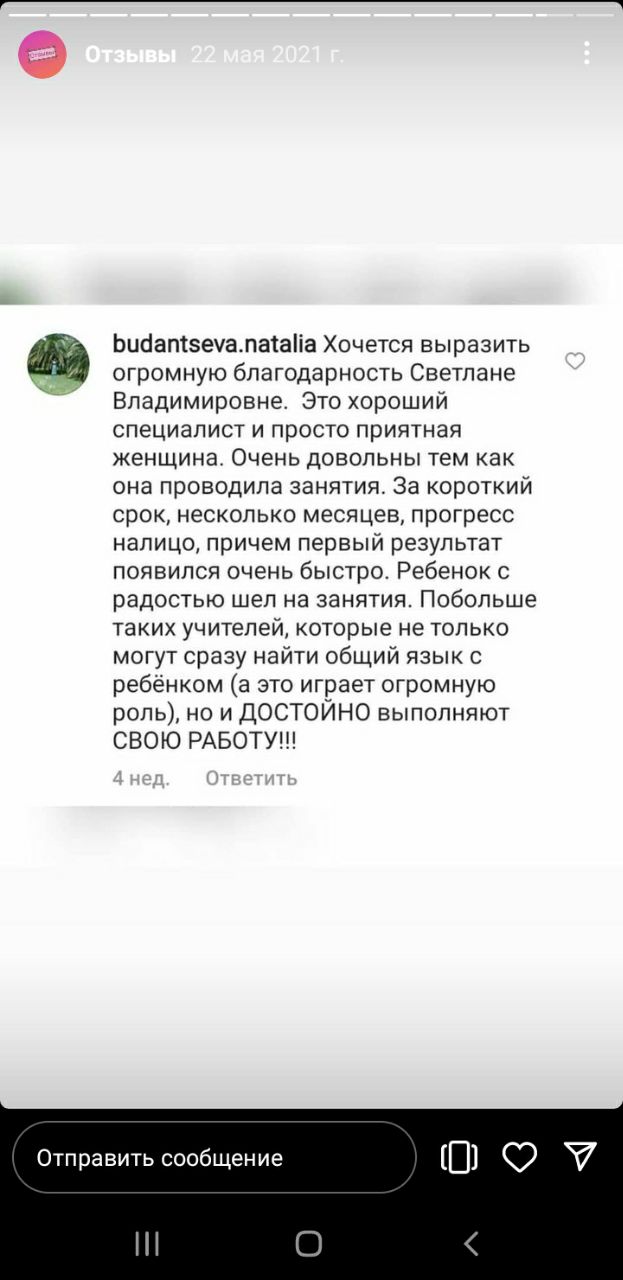 Отзывы 22 мая 2021 г.
budantseva.natalia Хочется выразить
огромную благодарность Светлане
Владимировне. Это хороший
специалист и просто приятная
женщина. Очень довольны тем как
она проводила занятия. За короткий
срок, несколько месяцев, прогресс
налицо, причем первый результат
появился очень быстро. Ребенок с
радостью шел на занятия. Побольше
таких учителей, которые не только
могут сразу найти общий язык с
ребёнком (а это играет огромную
роль), но и ДОСТОЙНО выполняют
СВОЮ РАБОТУ!!!
4 нед. Ответить
Отправить сообщение